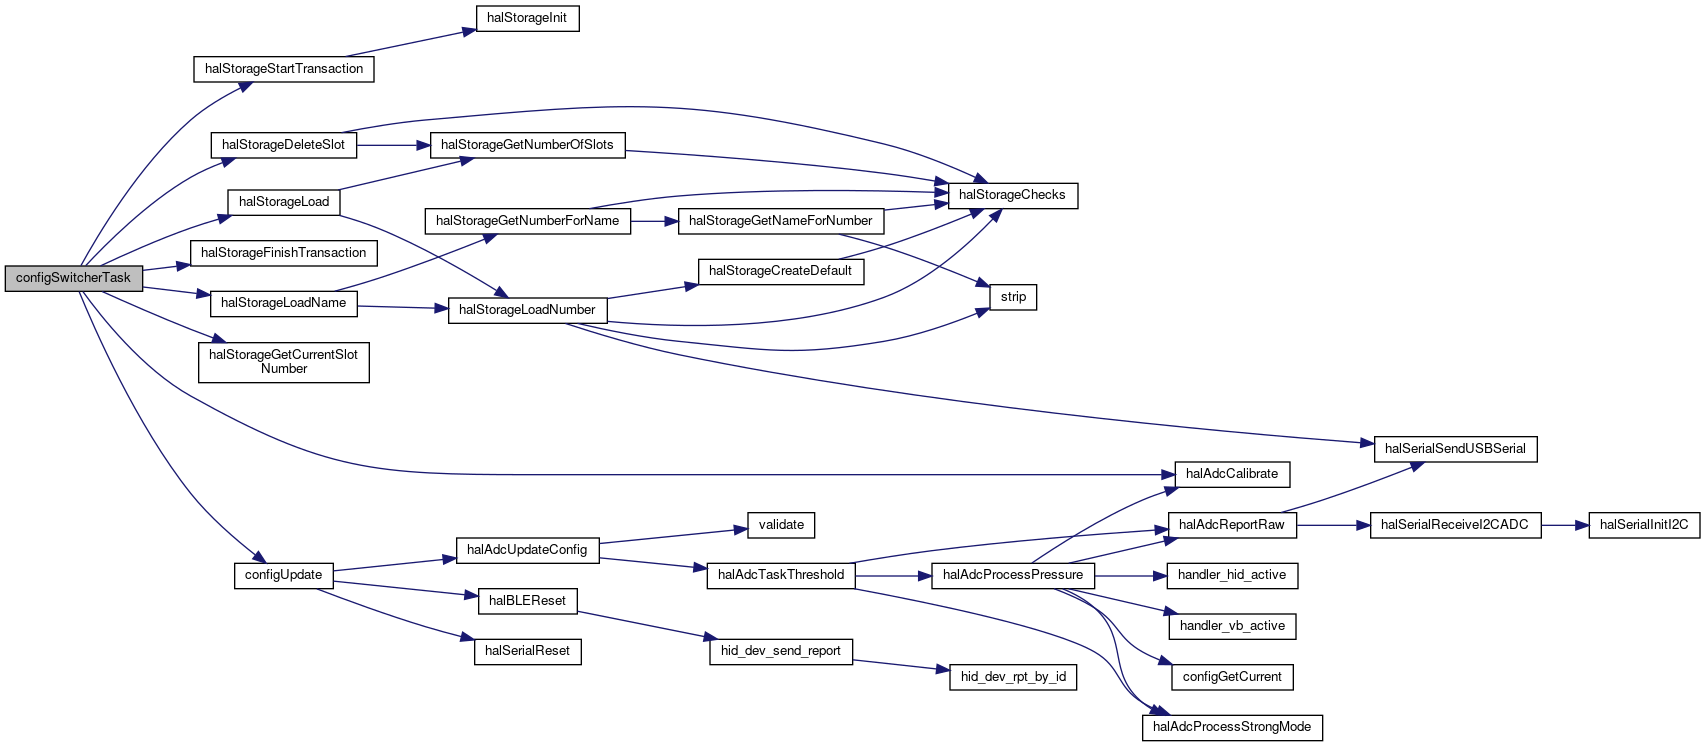 halStorageInit
halStorageStartTransaction
halStorageDeleteSlot
halStorageGetNumberOfSlots
halStorageLoad
halStorageChecks
halStorageGetNumberForName
halStorageGetNameForNumber
halStorageFinishTransaction
configSwitcherTask
halStorageCreateDefault
halStorageLoadName
strip
halStorageLoadNumber
halStorageGetCurrentSlot
Number
halSerialSendUSBSerial
halAdcCalibrate
validate
halAdcReportRaw
halSerialReceiveI2CADC
halSerialInitI2C
halAdcUpdateConfig
configUpdate
halAdcTaskThreshold
halAdcProcessPressure
handler_hid_active
halBLEReset
handler_vb_active
halSerialReset
hid_dev_send_report
hid_dev_rpt_by_id
configGetCurrent
halAdcProcessStrongMode